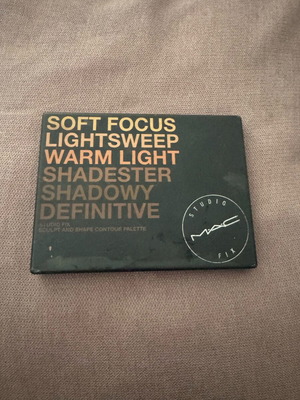 SOFT FOCUS
LIGHTSWEEP
WARM LIGHT
SHADESTER
SHADOWY
DEFINITIVE
STUDIO FIX
SCULPT AND SHAPE CONTOUR PALETTE
STUDIO
MAC
FIX